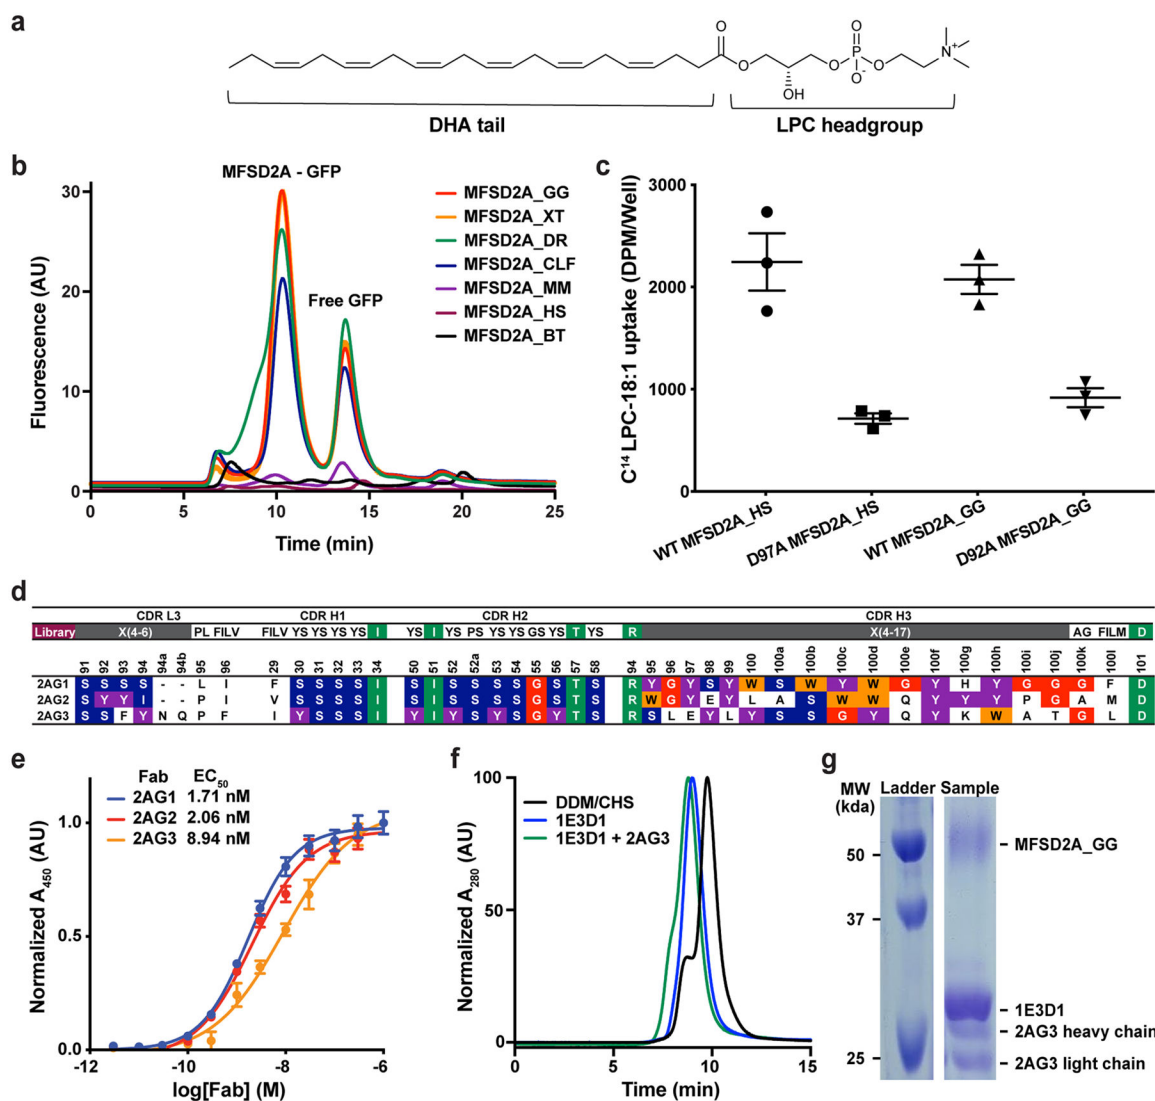 a
O
O
O
O
P
O
O-
N+
OH
DHA tail
LPC headgroup
b
MFSD2A - GFP
Free GFP
MFSD2A_GG
MFSD2A_XT
MFSD2A_DR
MFSD2A_CLF
MFSD2A_MM
MFSD2A_HS
MFSD2A_BT
Fluorescence (AU)
30
20
10
0
0 5 10 15 20 25
Time (min)
c
C14 LPC-18:1 uptake (DPM/Well)
3000
2000
1000
0
WT MFSD2A_HS
D97A MFSD2A_HS
WT MFSD2A_GG
D92A MFSD2A_GG
d
CDR L3 CDR H1 CDR H2 CDR H3
Library X(4-6) PL FILV FILV YS YS YS YS I YS I YS PS YS YS GS YS T YS R X(4-17) AG FILM D
91 92 93 94 94a 94b 95 96 29 30 31 32 33 34 50 51 52 52a 53 54 55 56 57 58 94 95 96 97 98 99 100 100a 100b 100c 100d 100e 100f 100g 100h 100i 100j 100k 100l 101
2AG1 S S S S - - L I F S S S S I S I S S S S G S T S R Y G Y S Y W S W Y W G Y H Y G G G F D
2AG2 S Y Y I - - P I V S S S S I S I S S S S G Y T S R W G Y E Y L A S W W Q Y Y Y P G A M D
2AG3 S S F Y N Q P F I Y S S S I Y I Y S Y S G S T Y R S L E Y L Y S S G Y Q Y K W A T G L D
e
Fab EC50
2AG1 1.71 nM
2AG2 2.06 nM
2AG3 8.94 nM
Normalized A450 (AU)
1.0
0.5
0.0
-12 -10 -8 -6
log[Fab] (M)
f
DDM/CHS
1E3D1
1E3D1 + 2AG3
Normalized A280 (AU)
100
50
0
0 5 10 15
Time (min)
g
MW
(kda)
Ladder Sample
50
37
25
MFSD2A_GG
1E3D1
2AG3 heavy chain
2AG3 light chain